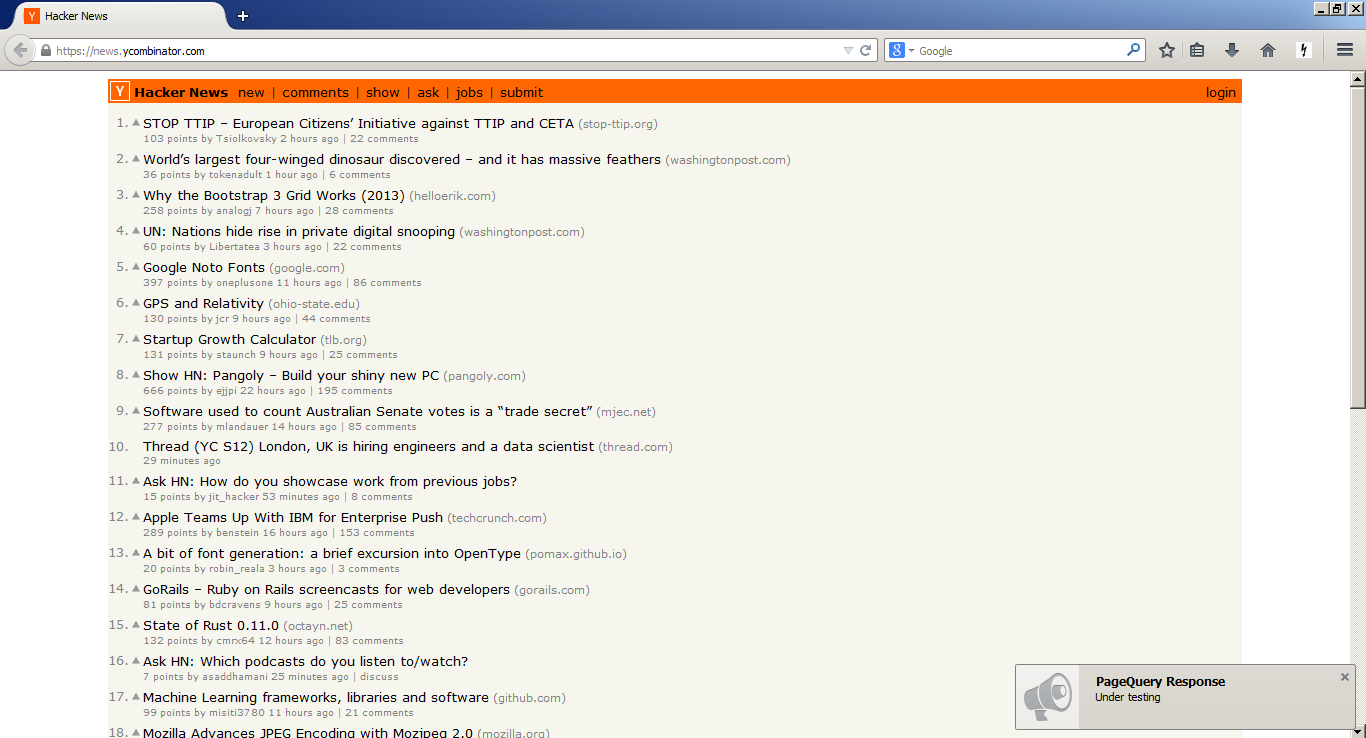 Hacker News
https://news.ycombinator.com
Google
Y Hacker News new | comments | show | ask | jobs | submit login
1. STOP TTIP – European Citizens’ Initiative against TTIP and CETA (stop-ttip.org)
103 points by Tsiolkovsky 2 hours ago | 22 comments
2. World’s largest four-winged dinosaur discovered – and it has massive feathers (washingtonpost.com)
36 points by tokenadult 1 hour ago | 6 comments
3. Why the Bootstrap 3 Grid Works (2013) (helloerik.com)
258 points by analogj 7 hours ago | 28 comments
4. UN: Nations hide rise in private digital snooping (washingtonpost.com)
60 points by Libertatea 3 hours ago | 22 comments
5. Google Noto Fonts (google.com)
397 points by oneplusone 11 hours ago | 86 comments
6. GPS and Relativity (ohio-state.edu)
130 points by jcr 9 hours ago | 44 comments
7. Startup Growth Calculator (tlb.org)
131 points by staunch 9 hours ago | 25 comments
8. Show HN: Pangoly – Build your shiny new PC (pangoly.com)
666 points by ejjpi 22 hours ago | 195 comments
9. Software used to count Australian Senate votes is a “trade secret” (mjec.net)
277 points by mlandauer 14 hours ago | 85 comments
10. Thread (YC S12) London, UK is hiring engineers and a data scientist (thread.com)
29 minutes ago
11. Ask HN: How do you showcase work from previous jobs?
15 points by jit_hacker 53 minutes ago | 8 comments
12. Apple Teams Up With IBM for Enterprise Push (techcrunch.com)
289 points by benstein 16 hours ago | 153 comments
13. A bit of font generation: a brief excursion into OpenType (pomax.github.io)
20 points by robin_reala 3 hours ago | 3 comments
14. GoRails – Ruby on Rails screencasts for web developers (gorails.com)
81 points by bdcravens 9 hours ago | 25 comments
15. State of Rust 0.11.0 (octayn.net)
132 points by cmrx64 12 hours ago | 83 comments
16. Ask HN: Which podcasts do you listen to/watch?
7 points by asaddhamani 25 minutes ago | discuss
17. Machine Learning frameworks, libraries and software (github.com)
99 points by misiti3780 11 hours ago | 21 comments
18. Mozilla Advances JPEG Encoding with Mozjpeg 2.0 (mozilla.org)
PageQuery Response
Under testing